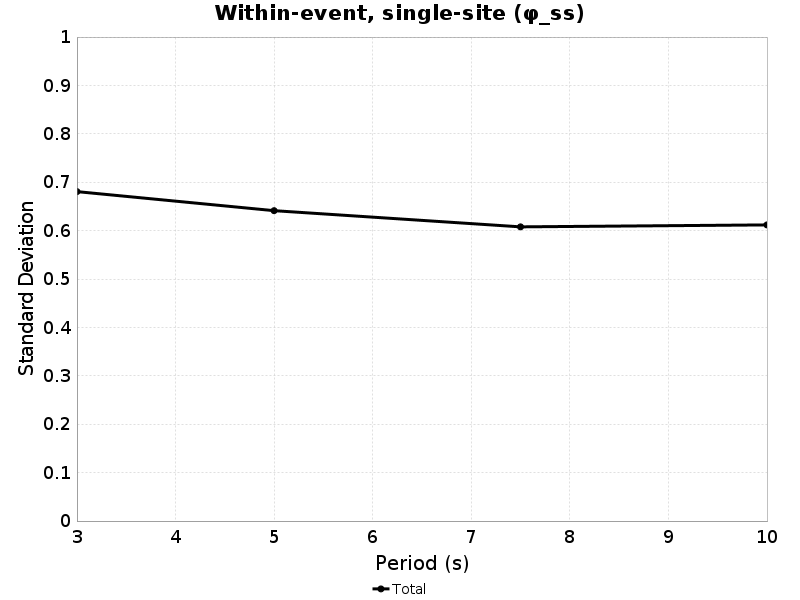 Within-event, single-site (φ_ss)
1
0.9
0.8
0.7
0.6
0.5
0.4
0.3
0.2
0.1
0
Standard Deviation
3 4 5 6 7 8 9 10
Period (s)
Total